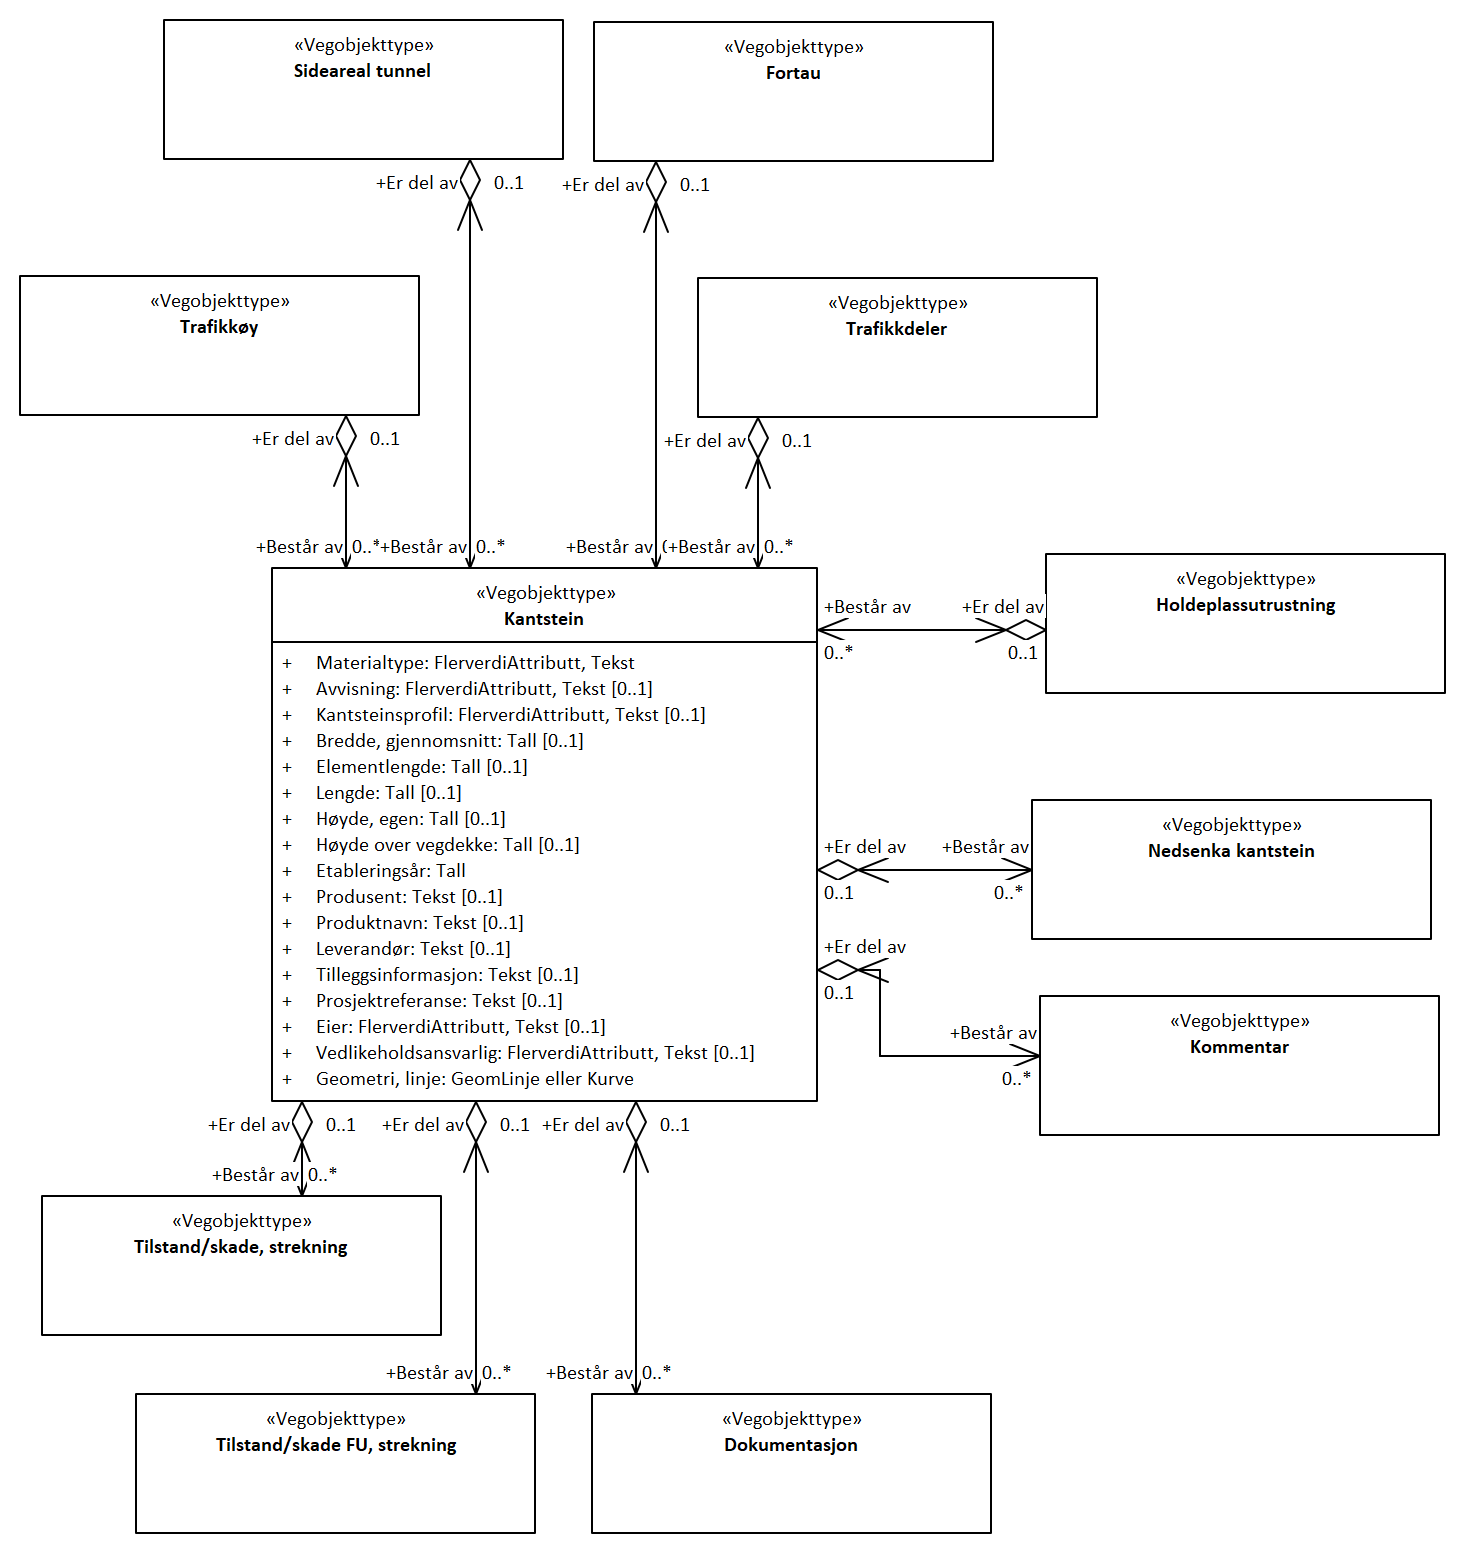 «Vegobjekttype»
Sideareal tunnel
«Vegobjekttype»
Fortau
+Er del av 0..1
+Er del av 0..1
«Vegobjekttype»
Trafikkøy
«Vegobjekttype»
Trafikkdeler
+Er del av 0..1
+Er del av 0..1
+Består av 0..*
+Består av 0..*
+Består av
+Består av 0..*
«Vegobjekttype»
Kantstein
+ Materialtype: FlerverdiAttributt, Tekst
+ Avvisning: FlerverdiAttributt, Tekst [0..1]
+ Kantsteinsprofil: FlerverdiAttributt, Tekst [0..1]
+ Bredde, gjennomsnitt: Tall [0..1]
+ Elementlengde: Tall [0..1]
+ Lengde: Tall [0..1]
+ Høyde, egen: Tall [0..1]
+ Høyde over vegdekke: Tall [0..1]
+ Etableringsår: Tall
+ Produsent: Tekst [0..1]
+ Produktnavn: Tekst [0..1]
+ Leverandør: Tekst [0..1]
+ Tilleggsinformasjon: Tekst [0..1]
+ Prosjektreferanse: Tekst [0..1]
+ Eier: FlerverdiAttributt, Tekst [0..1]
+ Vedlikeholdsansvarlig: FlerverdiAttributt, Tekst [0..1]
+ Geometri, linje: GeomLinje eller Kurve
«Vegobjekttype»
Holdeplassutrustning
+Består av +Er del av
0..* 0..1
«Vegobjekttype»
Nedsenka kantstein
+Er del av +Består av
0..1 0..*
+Er del av
0..1
«Vegobjekttype»
Kommentar
+Består av
0..*
+Er del av 0..1
+Er del av 0..1
+Er del av 0..1
+Består av 0..*
«Vegobjekttype»
Tilstand/skade, strekning
+Består av 0..*
+Består av 0..*
«Vegobjekttype»
Tilstand/skade FU, strekning
«Vegobjekttype»
Dokumentasjon